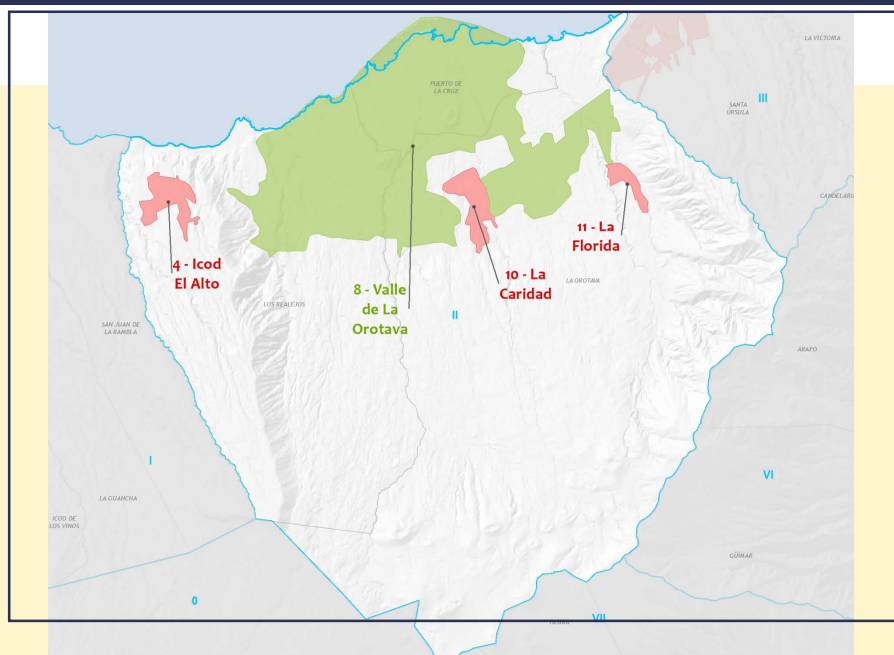 LA VICTORIA
PUERTO DE
LA CRUZ
III
SANTA
ÚRSULA
CANDELARIA
11 - La
Florida
4 - Icod
El Alto
10 - La
Caridad
LA OROTAVA
8 - Valle
de La
Orotava
LOS REALEJOS
II
SAN JUAN DE
LA RAMBLA
ARAFO
I
VI
LA GUANCHA
ICOD DE
LOS VINOS
GÜÍMAR
0
VII